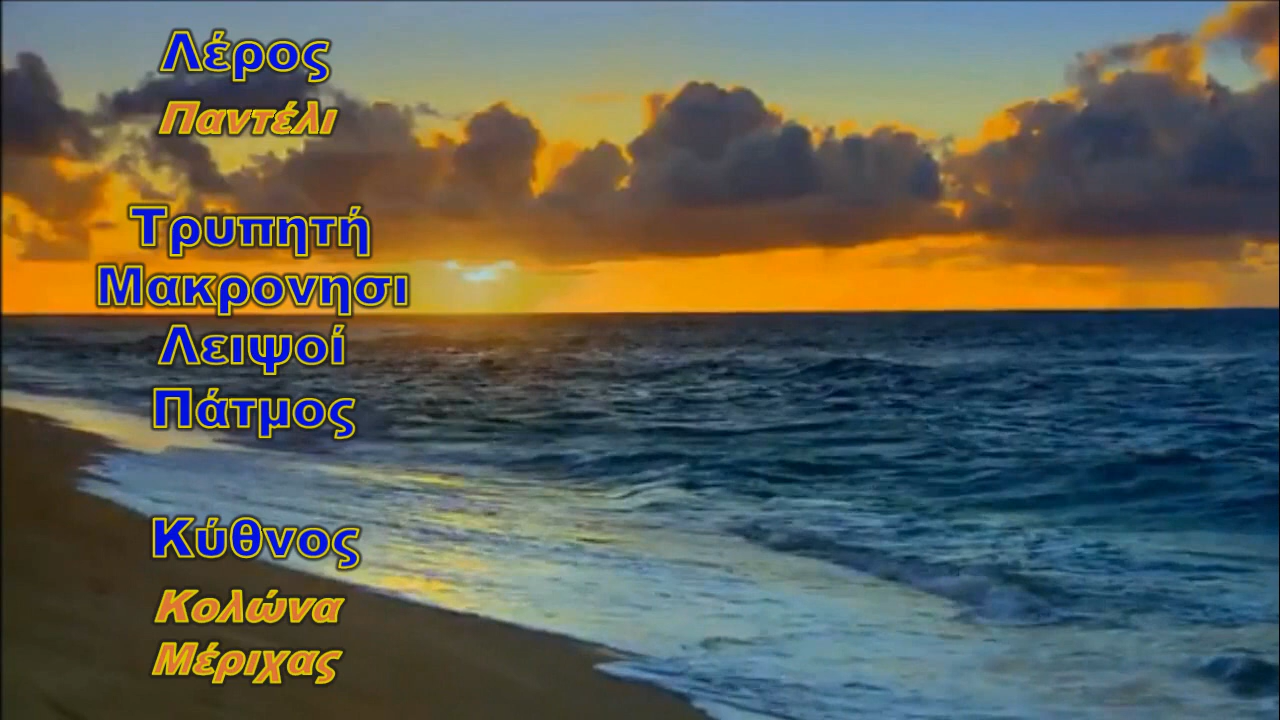 Λέρος
Παντέλι
Τρυπητή
Μακρονησι
Λειψοί
Πάτμος
Κύθνος
Κολώνα
Μέριχας